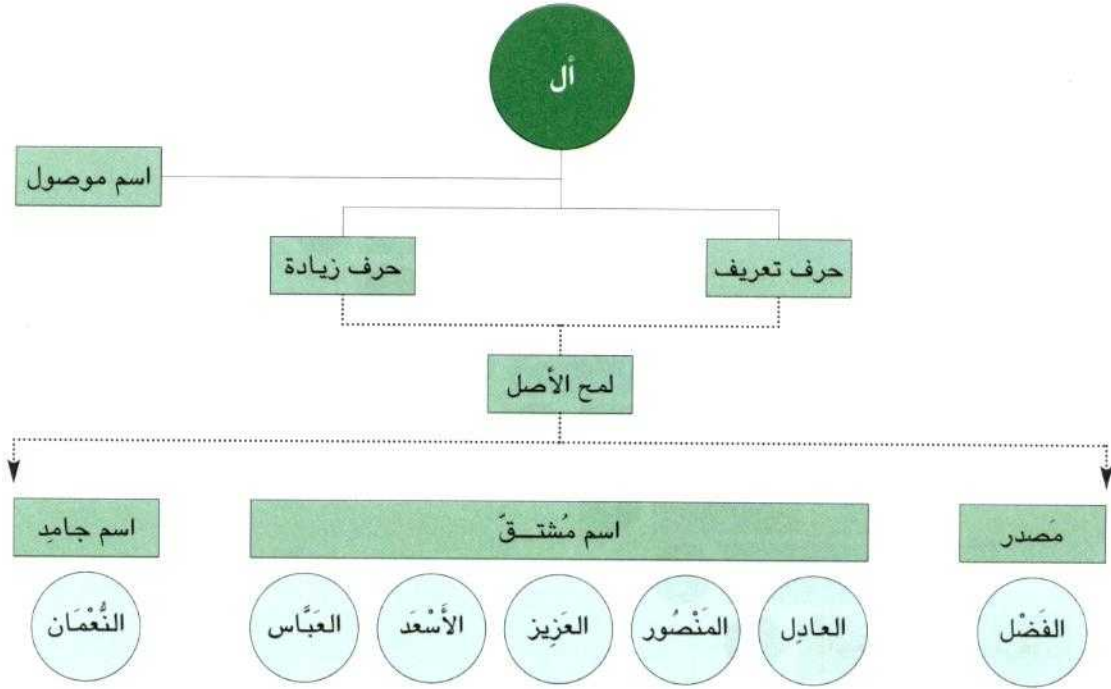 أل
اسم موصول
حرف تعريف
حرف زيادة
لمح الأصل
مَصدر
اسم مُشتــقّ
اسم جامدِ
الفَضْل
العادِل
المَنْصُور
العَزِيز
الأَسْعَد
العَبَّاس
النُّعْمَان